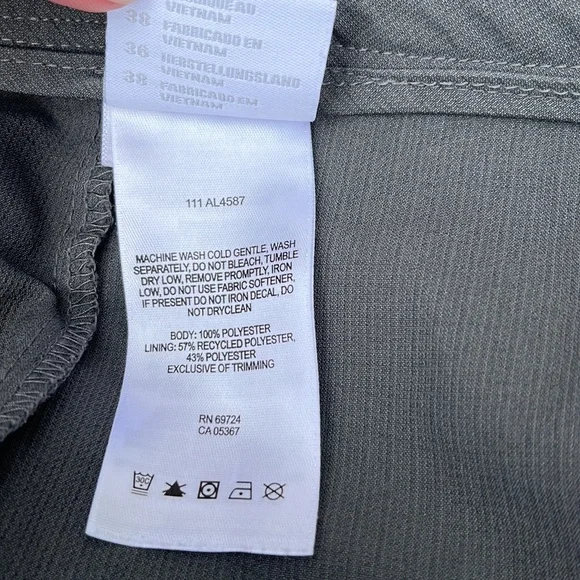 38 VIETNAM
FABRICADO EN
36 VIETNAM
HERSTELLUNGSLAND
38 VIETNAM
FABRICADO EM
VIETNAM
111 AL4587
MACHINE WASH COLD GENTLE, WASH
SEPARATELY, DO NOT BLEACH, TUMBLE
DRY LOW, REMOVE PROMPTLY, IRON
LOW, DO NOT USE FABRIC SOFTENER,
IF PRESENT DO NOT IRON DECAL, DO
NOT DRYCLEAN
BODY: 100% POLYESTER
LINING: 57% RECYCLED POLYESTER,
43% POLYESTER
EXCLUSIVE OF TRIMMING
RN 69724
CA 05367
30C